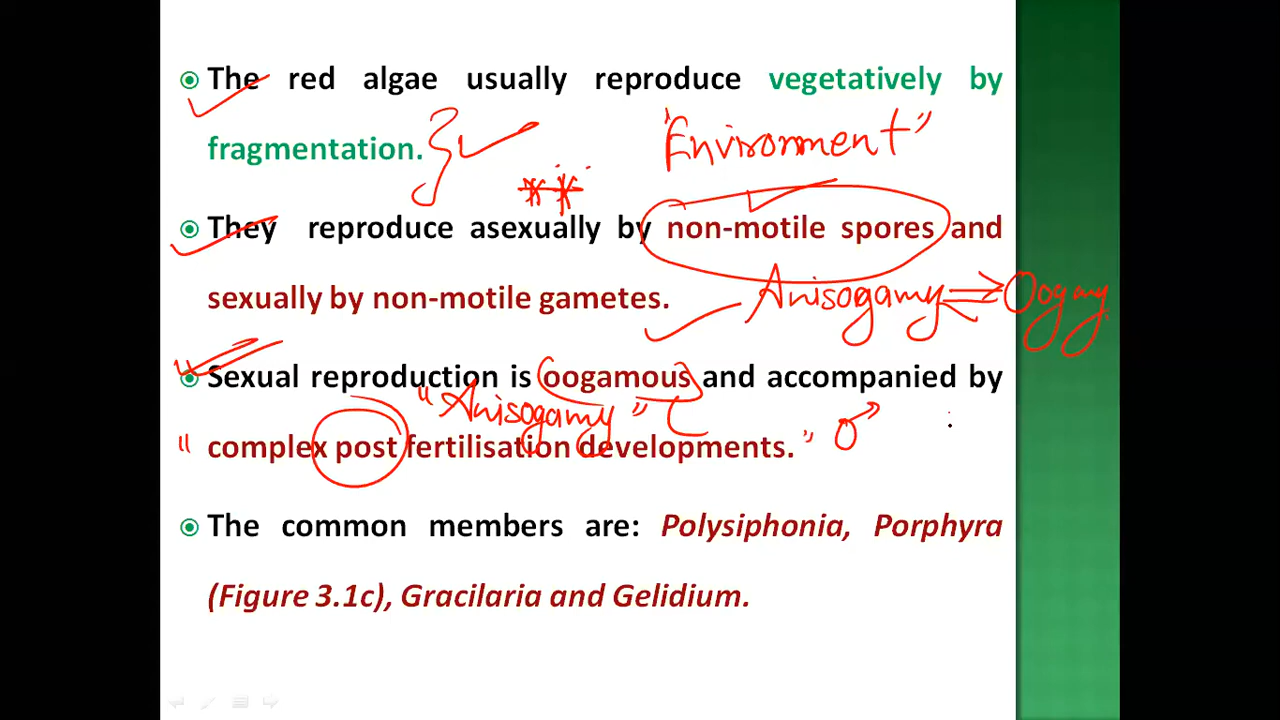 The red algae usually reproduce vegetatively by
fragmentation.
"Environment"
They reproduce asexually by non-motile spores and
sexually by non-motile gametes.
Anisogamy Oogamy
Sexual reproduction is oogamous and accompanied by
"Anisogamy"
" complex post fertilisation developments. "
The common members are: Polysiphonia, Porphyra
(Figure 3.1c), Gracilaria and Gelidium.